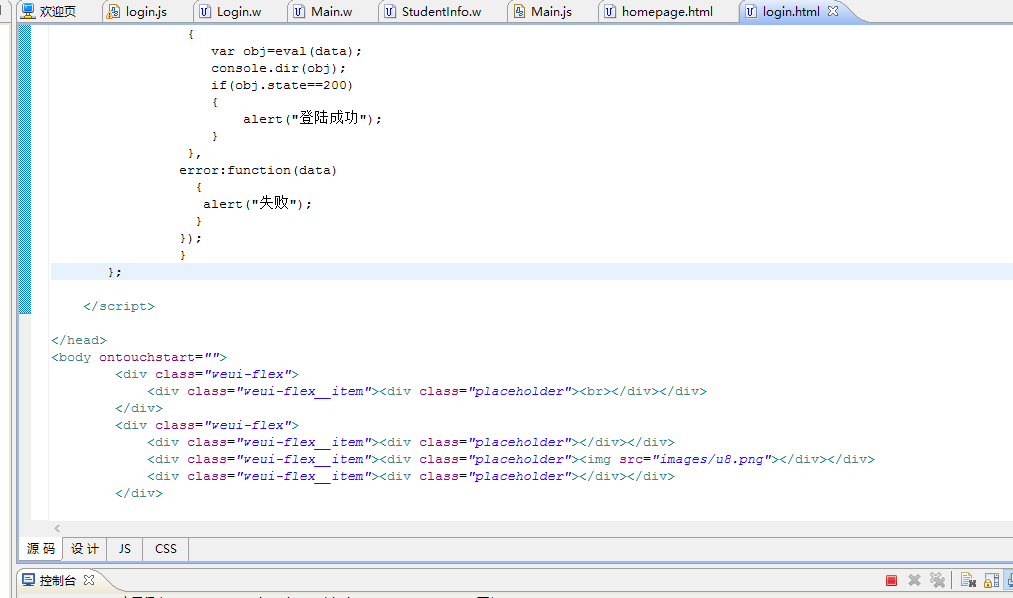 欢迎页 login.js Login.w Main.w StudentInfo.w Main.js homepage.html login.html
{
var obj=eval(data);
console.dir(obj);
if(obj.state==200)
{
alert("登陆成功");
}
},
error:function(data)
{
alert("失败");
}
});
}
};
</script>
</head>
<body ontouchstart="">
<div class="weui-flex">
<div class="weui-flex__item"><div class="placeholder"><br></div></div>
</div>
<div class="weui-flex">
<div class="weui-flex__item"><div class="placeholder"></div></div>
<div class="weui-flex__item"><div class="placeholder"><img src="images/u8.png"></div></div>
<div class="weui-flex__item"><div class="placeholder"></div></div>
</div>
源码 设计 JS CSS
控制台